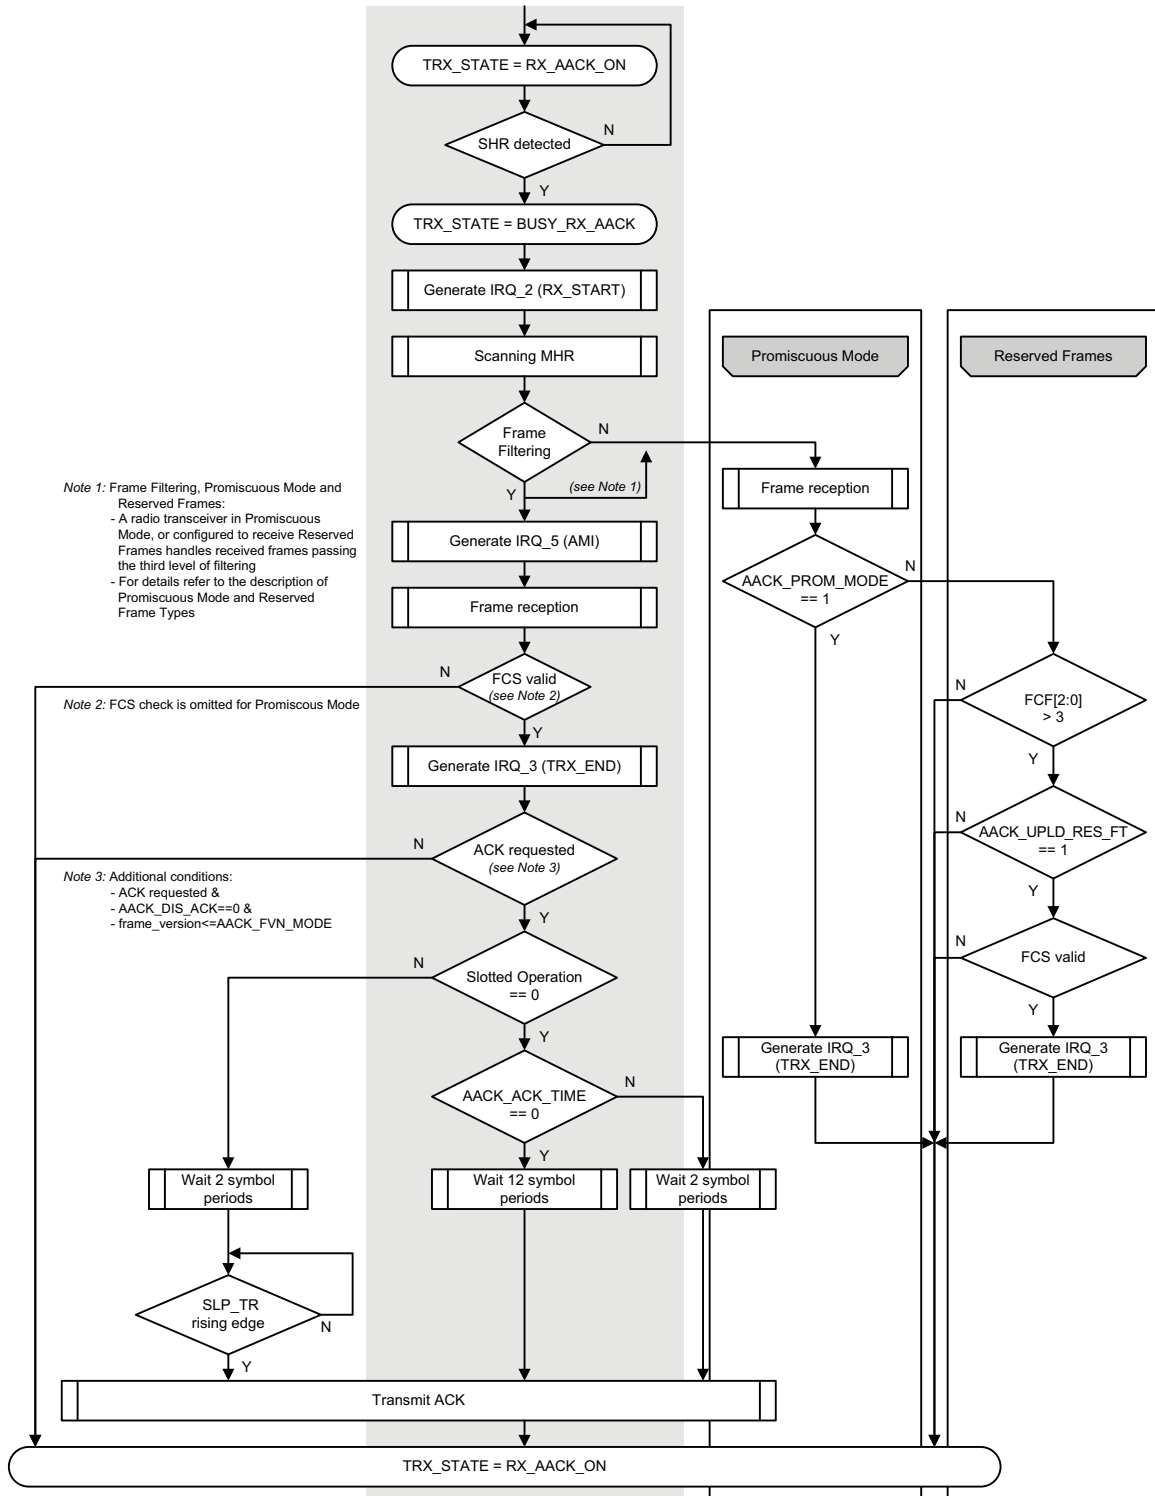 TRX_STATE = RX_AACK_ON
SHR detected
N
Y
TRX_STATE = BUSY_RX_AACK
Generate IRQ_2 (RX_START)
Scanning MHR
Promiscuous Mode
Reserved Frames
Frame
Filtering
N
Y
(see Note 1)
Note 1: Frame Filtering, Promiscuous Mode and
Reserved Frames:
- A radio transceiver in Promiscuous
Mode, or configured to receive Reserved
Frames handles received frames passing
the third level of filtering
- For details refer to the description of
Promiscuous Mode and Reserved
Frame Types
Frame reception
Generate IRQ_5 (AMI)
AACK_PROM_MODE
== 1
N
Y
Frame reception
FCS valid
(see Note 2)
N
Y
Note 2: FCS check is omitted for Promiscous Mode
FCF[2:0]
> 3
N
Y
Generate IRQ_3 (TRX_END)
ACK requested
(see Note 3)
N
Y
AACK_UPLD_RES_FT
== 1
N
Y
Note 3: Additional conditions:
- ACK requested &
- AACK_DIS_ACK==0 &
- frame_version<=AACK_FVN_MODE
Slotted Operation
== 0
N
Y
FCS valid
N
Y
Generate IRQ_3
(TRX_END)
Generate IRQ_3
(TRX_END)
AACK_ACK_TIME
== 0
N
Y
Wait 2 symbol
periods
Wait 12 symbol
periods
Wait 2 symbol
periods
SLP_TR
rising edge
N
Y
Transmit ACK
TRX_STATE = RX_AACK_ON